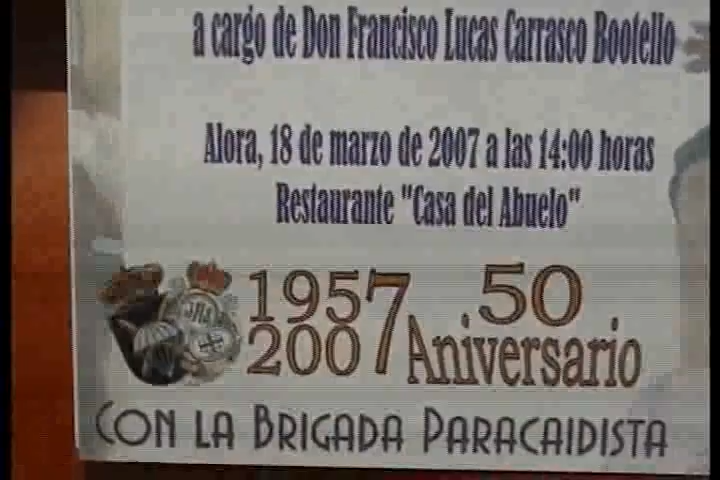 a cargo de Don Francisco Lucas Carrasco Bootello
Alora, 18 de marzo de 2007 a las 14:00 horas
Restaurante "Casa del Abuelo"
1957 50
2007 Aniversario
CON LA BRIGADA PARACAIDISTA